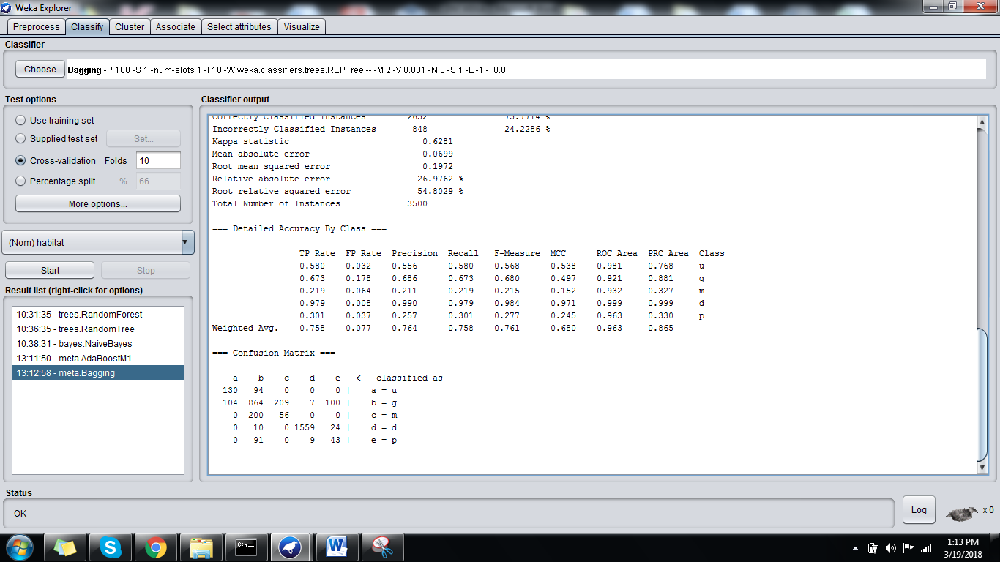 Weka Explorer
Preprocess Classify Cluster Associate Select attributes Visualize
Classifier
Choose Bagging -P 100 -S 1 -num-slots 1 -I 10 -W weka.classifiers.trees.REPTree -- -M 2 -V 0.001 -N 3 -S 1 -L -1 -I 0.0
Test options
Use training set
Supplied test set Set...
Cross-validation Folds 10
Percentage split % 66
More options...
(Nom) habitat
Start Stop
Result list (right-click for options)
10:31:35 - trees.RandomForest
10:36:35 - trees.RandomTree
10:38:31 - bayes.NaiveBayes
13:11:50 - meta.AdaBoostM1
13:12:58 - meta.Bagging
Classifier output
Correctly Classified Instances 2652 75.7714 %
Incorrectly Classified Instances 848 24.2286 %
Kappa statistic 0.6281
Mean absolute error 0.0699
Root mean squared error 0.1972
Relative absolute error 26.9762 %
Root relative squared error 54.8029 %
Total Number of Instances 3500
=== Detailed Accuracy By Class ===
TP Rate FP Rate Precision Recall F-Measure MCC ROC Area PRC Area Class
0.580 0.032 0.556 0.580 0.568 0.538 0.981 0.768 u
0.673 0.178 0.686 0.673 0.680 0.497 0.921 0.881 g
0.219 0.064 0.211 0.219 0.215 0.152 0.932 0.327 m
0.979 0.008 0.990 0.979 0.984 0.971 0.999 0.999 d
0.301 0.037 0.257 0.301 0.277 0.245 0.963 0.330 p
Weighted Avg. 0.758 0.077 0.764 0.758 0.761 0.680 0.963 0.865
=== Confusion Matrix ===
a b c d e <-- classified as
130 94 0 0 0 | a = u
104 864 209 7 100 | b = g
0 200 56 0 0 | c = m
0 10 0 1559 24 | d = d
0 91 0 9 43 | e = p
Status
OK
Log x 0
C:\_
1:13 PM
3/19/2018